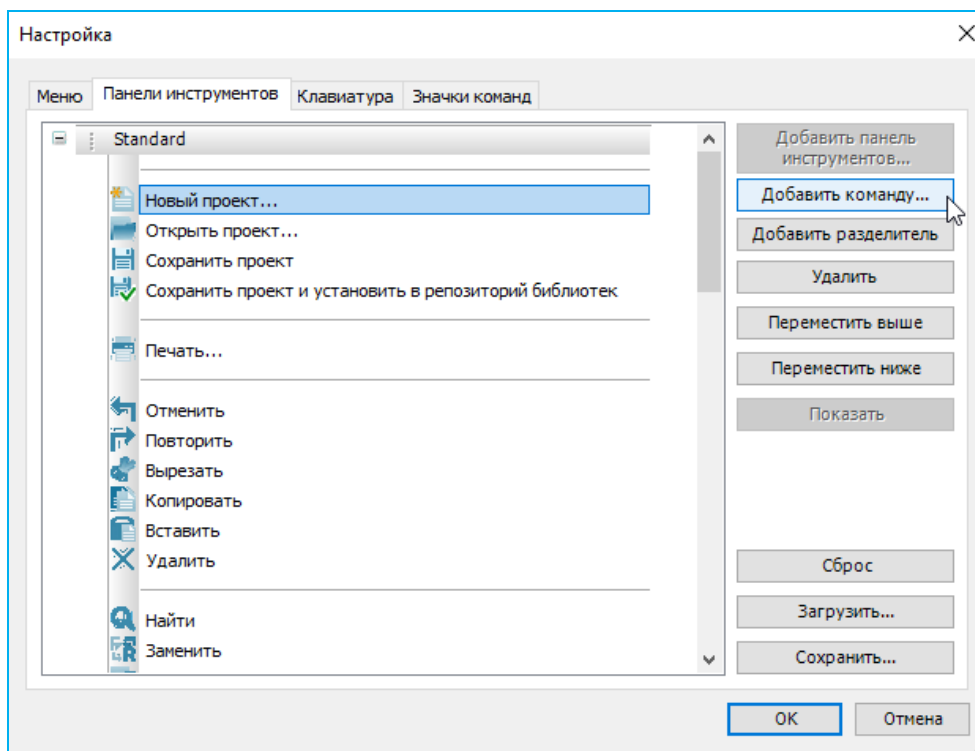 Настройка
Меню
Панели инструментов
Клавиатура
Значки команд
Standard
Новый проект...
Открыть проект...
Сохранить проект
Сохранить проект и установить в репозиторий библиотек
Печать...
Отменить
Повторить
Вырезать
Копировать
Вставить
Удалить
Найти
Заменить
Добавить панель
инструментов...
Добавить команду...
Добавить разделитель
Удалить
Переместить выше
Переместить ниже
Показать
Сброс
Загрузить...
Сохранить...
OK
Отмена